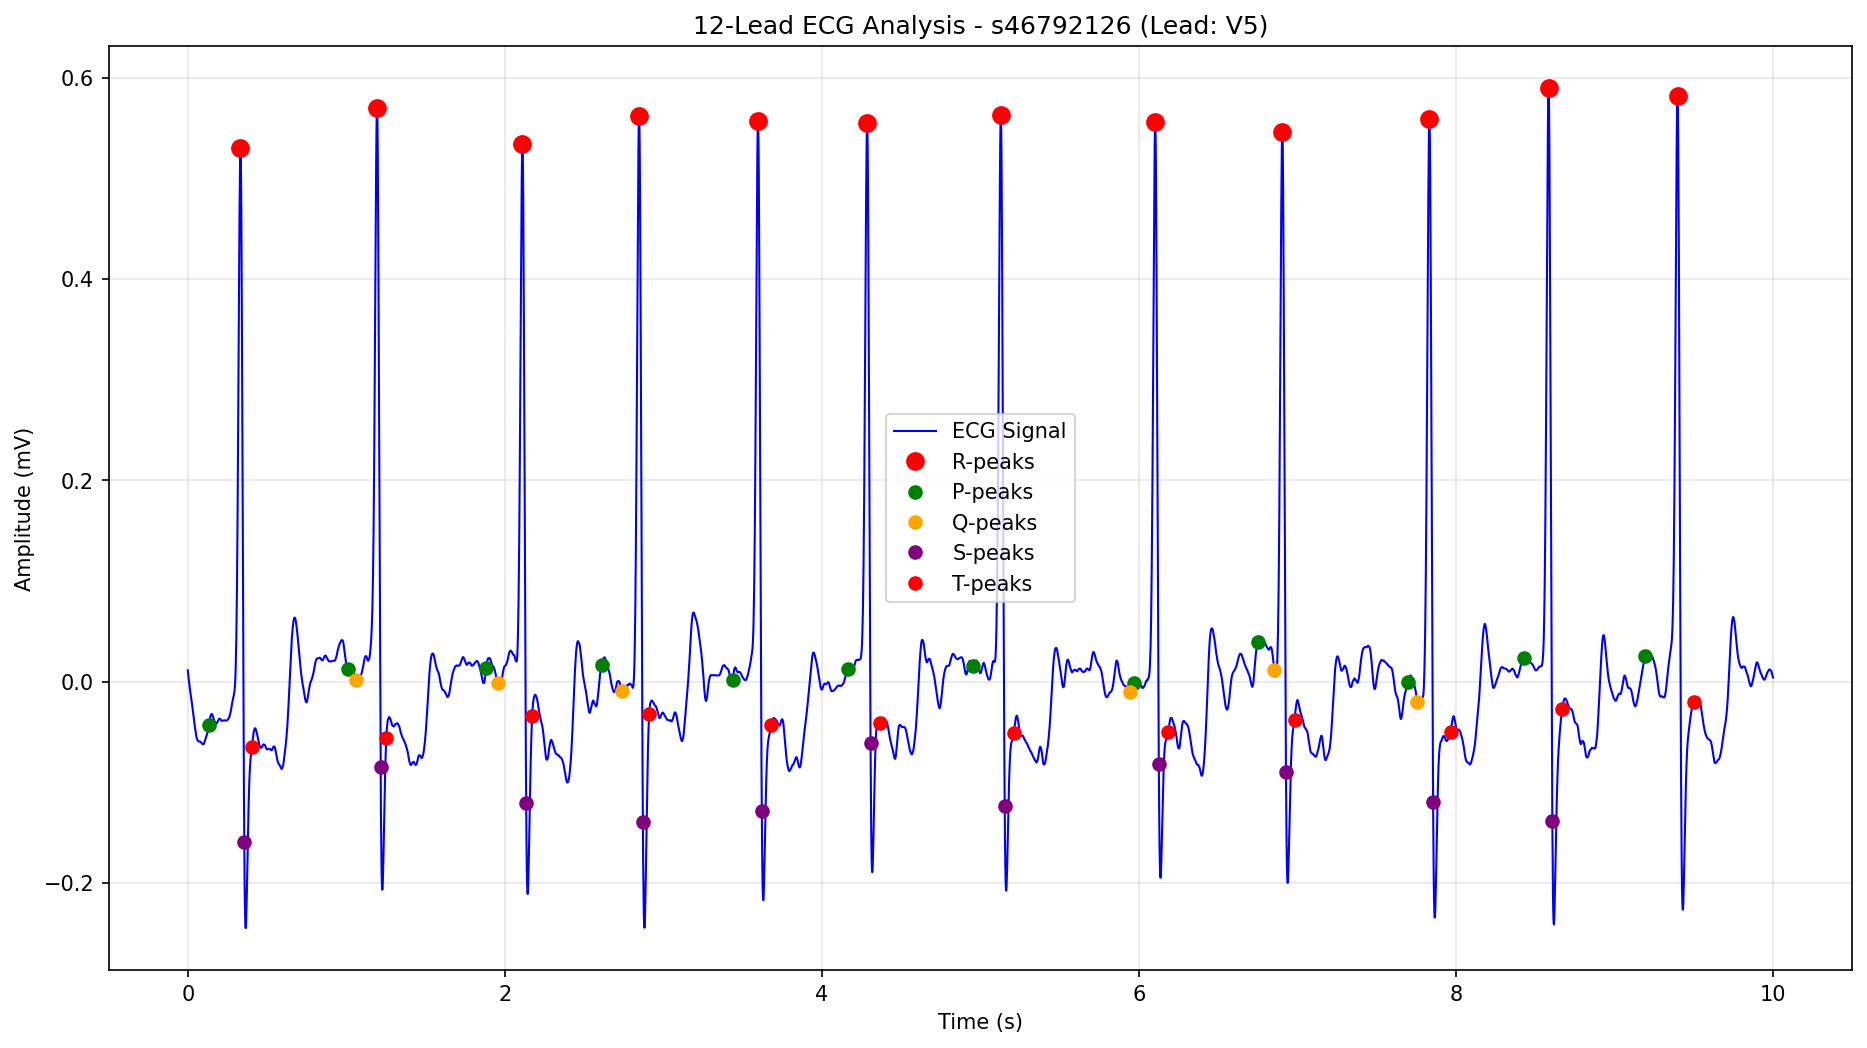 12-Lead ECG Analysis - s46792126 (Lead: V5)
0.6
0.4
0.2
0.0
−0.2
Amplitude (mV)
ECG Signal
R-peaks
P-peaks
Q-peaks
S-peaks
T-peaks
0 2 4 6 8 10
Time (s)